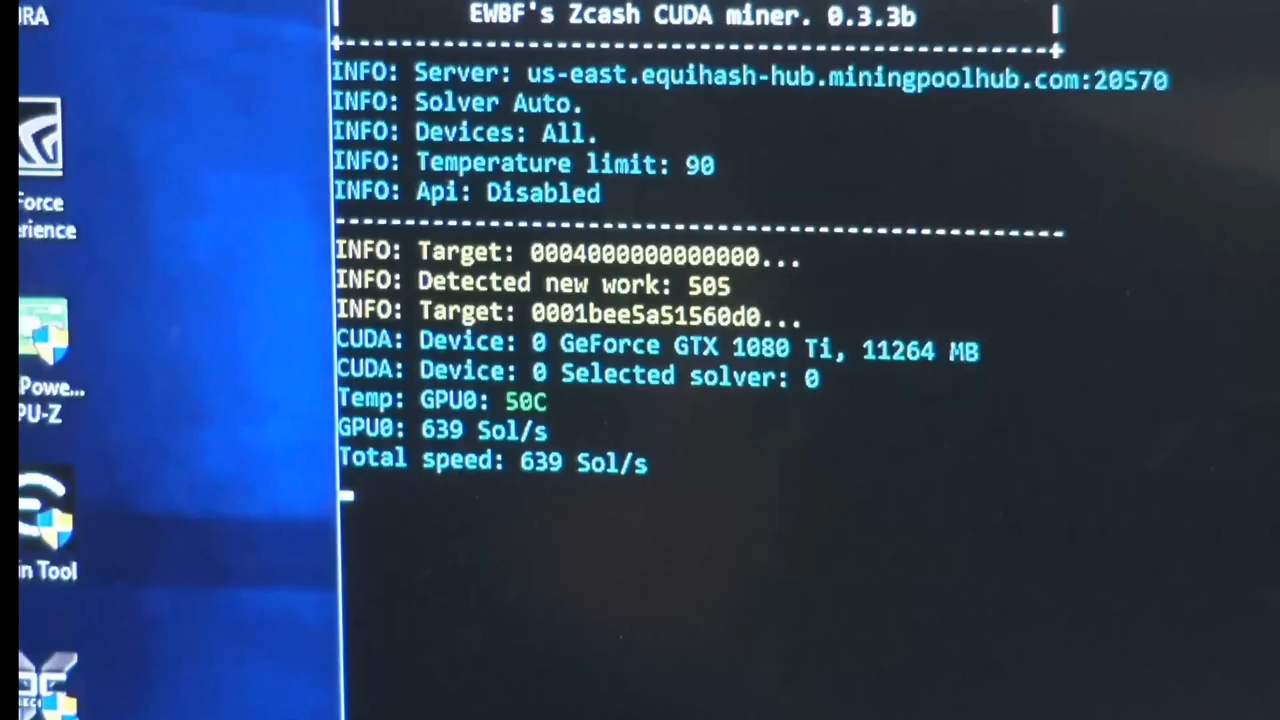 IRA
Force
erience
Powe...
PU-Z
in Tool
EWBF's Zcash CUDA miner. 0.3.3b
INFO: Server: us-east.equihash-hub.miningpoolhub.com:20570
INFO: Solver Auto.
INFO: Devices: All.
INFO: Temperature limit: 90
INFO: Api: Disabled
INFO: Target: 0004000000000000...
INFO: Detected new work: 505
INFO: Target: 0001bee5a51560d0...
CUDA: Device: 0 GeForce GTX 1080 Ti, 11264 MB
CUDA: Device: 0 Selected solver: 0
Temp: GPU0: 50C
GPU0: 639 Sol/s
Total speed: 639 Sol/s